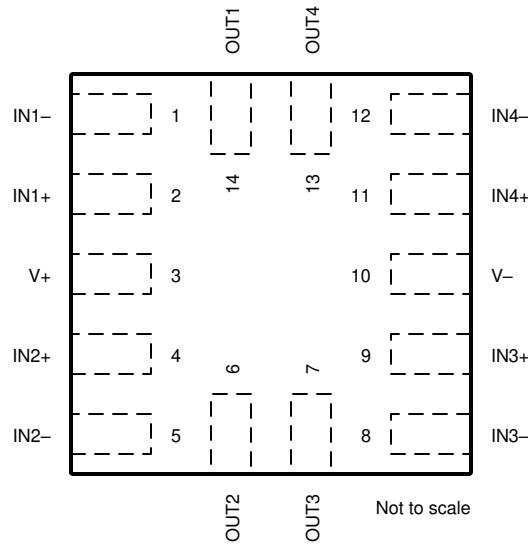 OUT1
OUT4
IN1–
1
12
IN4–
14
13
IN1+
2
11
IN4+
V+
3
10
V–
IN2+
4
6
7
9
IN3+
IN2–
5
8
IN3–
OUT2
OUT3
Not to scale